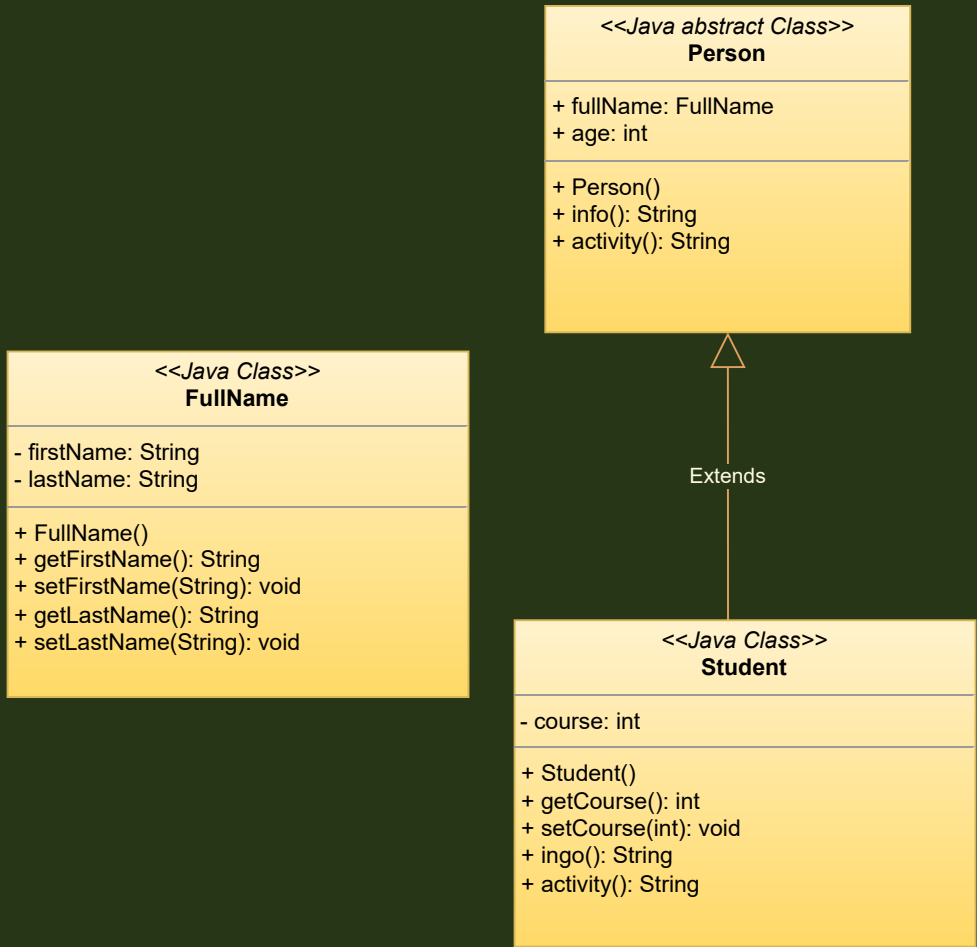 <<Java abstract Class>>
Person
+ fullName: FullName
+ age: int
+ Person()
+ info(): String
+ activity(): String
<<Java Class>>
FullName
- firstName: String
- lastName: String
+ FullName()
+ getFirstName(): String
+ setFirstName(String): void
+ getLastName(): String
+ setLastName(String): void
Extends
<<Java Class>>
Student
- course: int
+ Student()
+ getCourse(): int
+ setCourse(int): void
+ ingo(): String
+ activity(): String